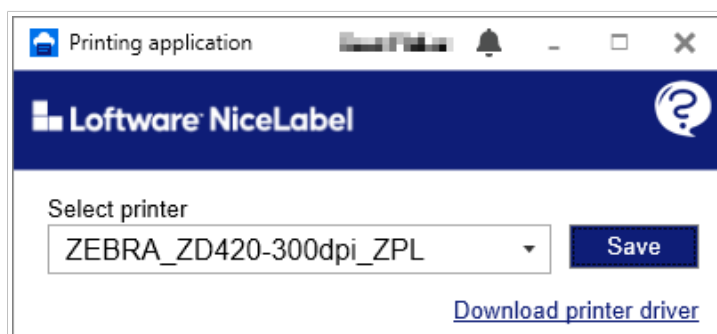 Printing application
Loftware NiceLabel
Select printer
ZEBRA_ZD420-300dpi_ZPL
Save
Download printer driver